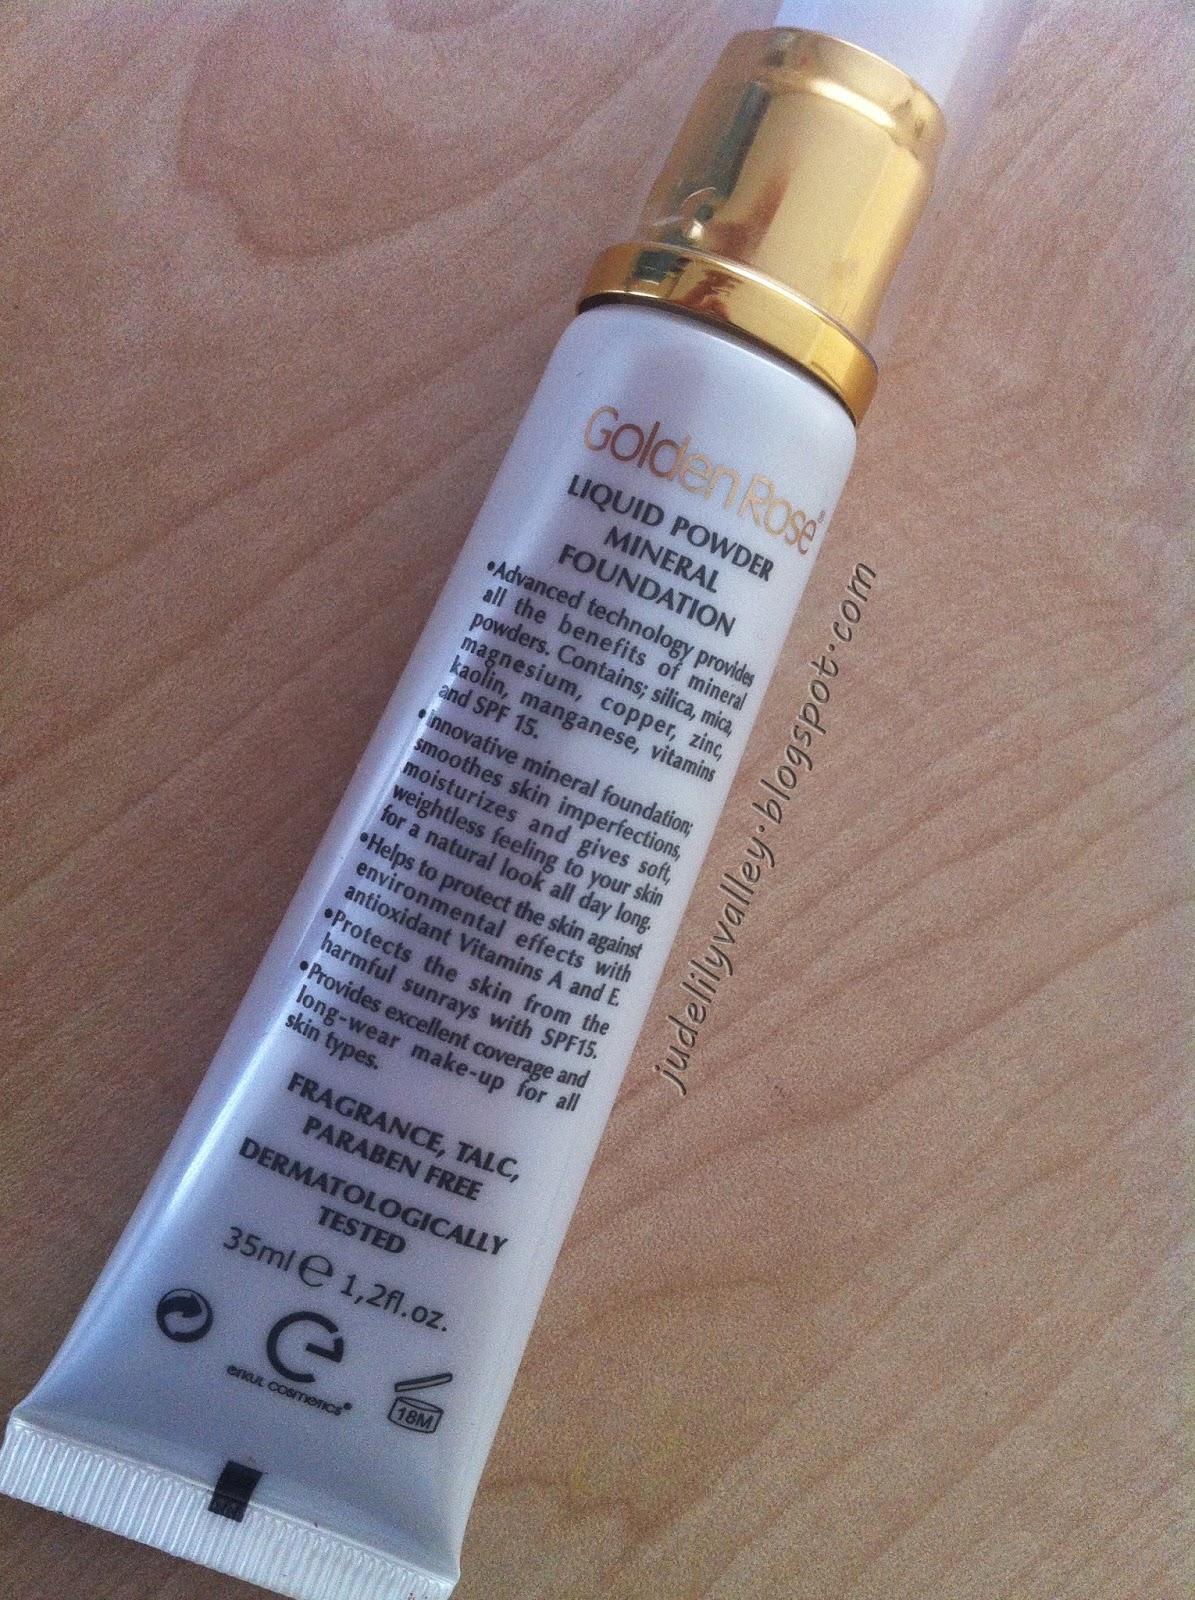 Golden Rose®
LIQUID POWDER
MINERAL
FOUNDATION
•Advanced technology provides
all the benefits of mineral
powders. Contains; silica, mica,
magnesium, copper, zinc,
kaolin, manganese, vitamins
and SPF 15.
•Innovative mineral foundation;
smoothes skin imperfections,
moisturizes and gives soft,
weightless feeling to your skin
for a natural look all day long.
•Helps to protect the skin against
environmental effects with
antioxidant Vitamins A and E.
•Protects the skin from the
harmful sunrays with SPF15.
•Provides excellent coverage and
long-wear make-up for all
skin types.
FRAGRANCE, TALC,
PARABEN FREE
DERMATOLOGICALLY
TESTED
35ml e 1,2fl.oz.
erkul cosmetics®
18M
judelilyvalley.blogspot.com